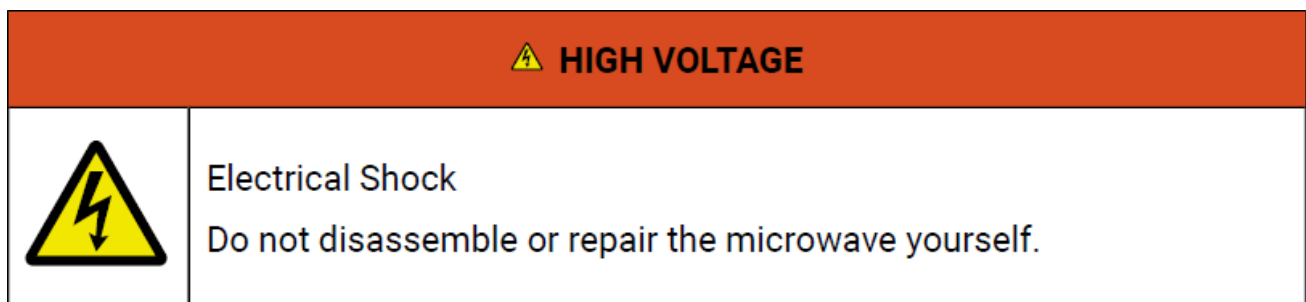 HIGH VOLTAGE
Electrical Shock
Do not disassemble or repair the microwave yourself.